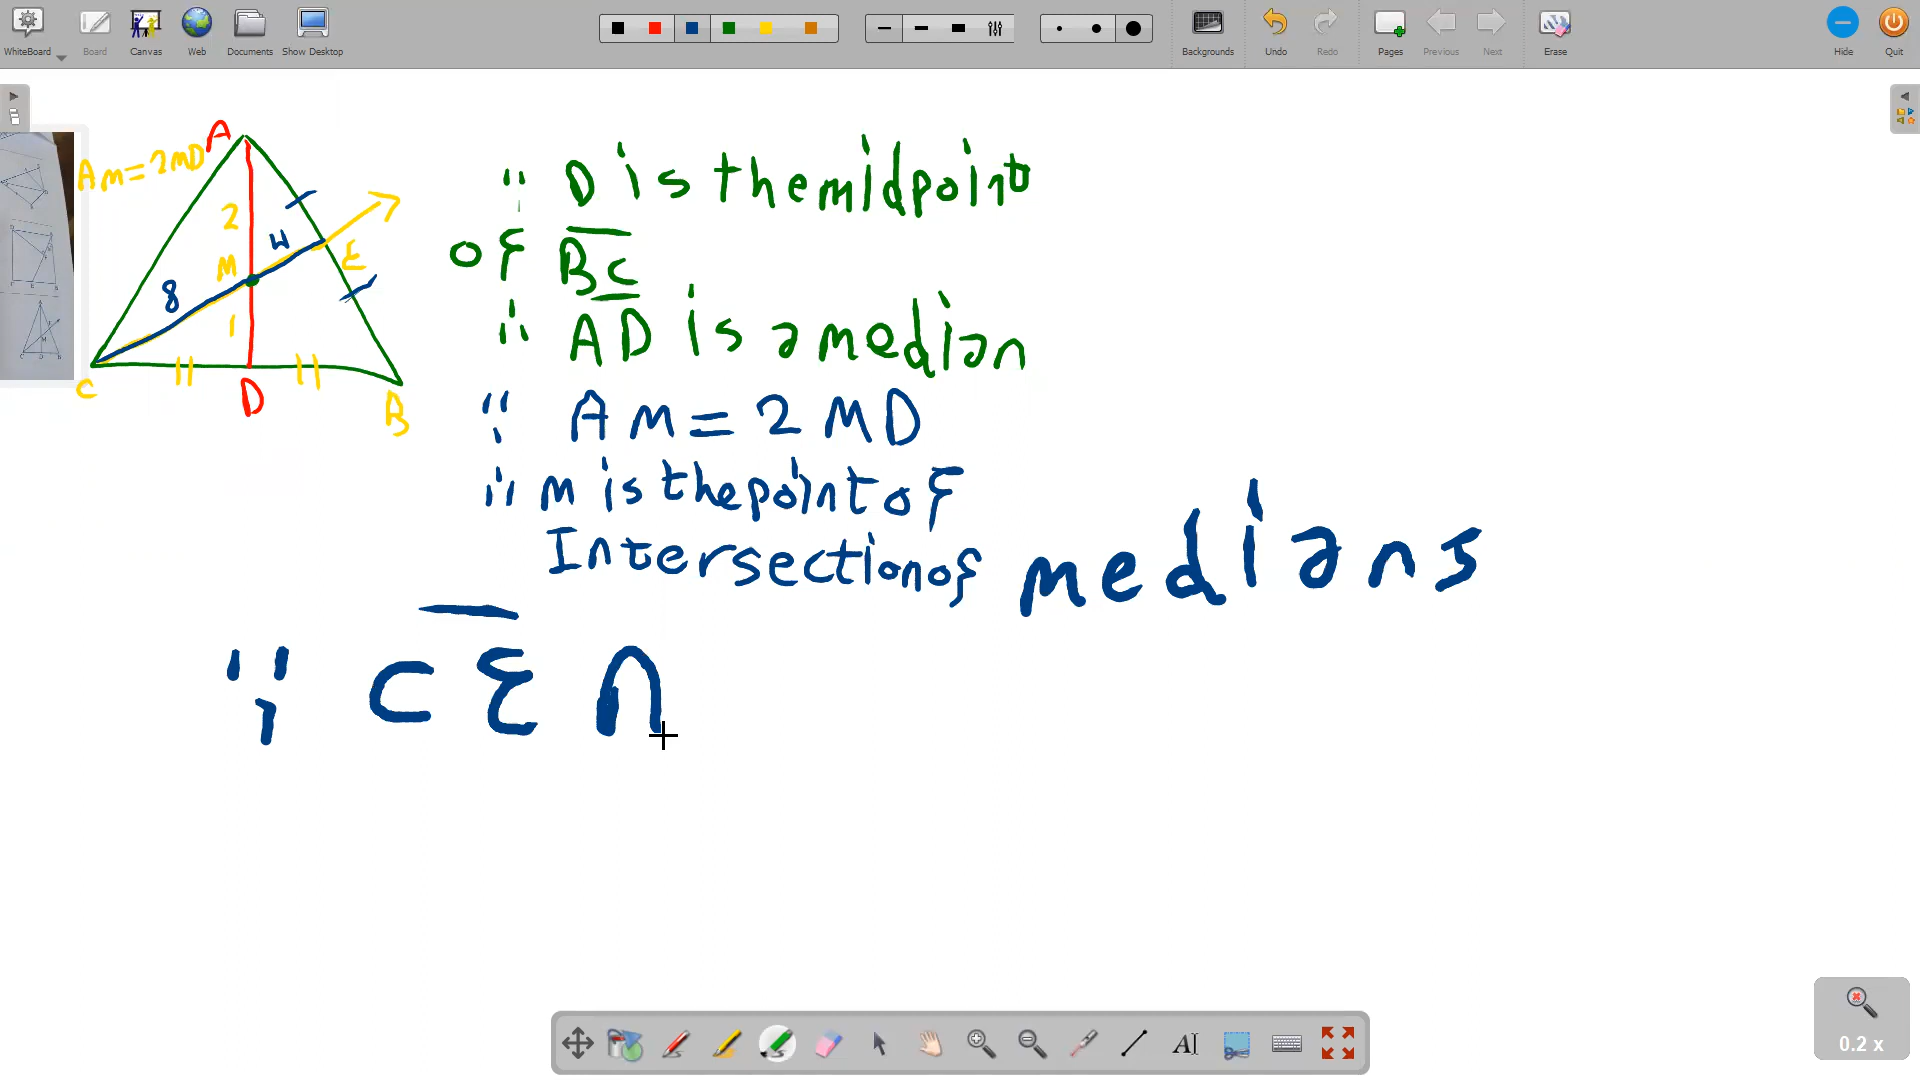 WhiteBoard Board Canvas Web Documents Show Desktop Backgrounds Undo Redo Pages Previous Next Erase Hide Quit
A
AM=2MD
2
4
M
E
8
1
C
D
B
∵ D is the midpoint
of BC
∴ AD is a median
∵ AM = 2 MD
∴ M is the point of
Intersection of medians
∵ CE ∩
0.2 x